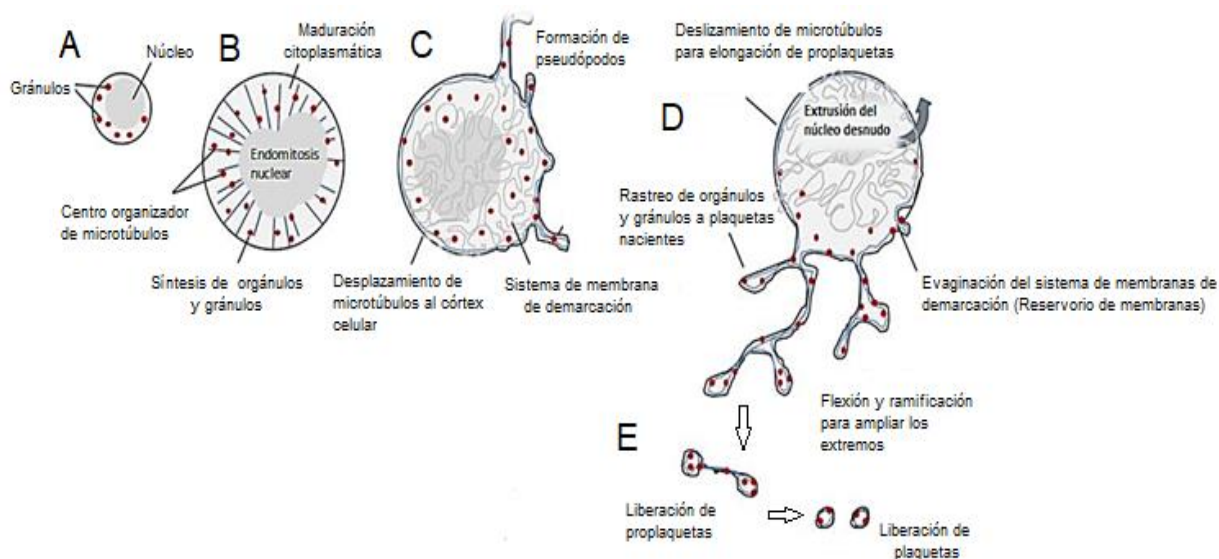 A
Núcleo
Gránulos
B
Maduración
citoplasmática
Endomitosis
nuclear
Centro organizador
de microtúbulos
Síntesis de orgánulos
y gránulos
C
Formación de
pseudópodos
Desplazamiento de
microtúbulos al córtex
celular
Sistema de membrana
de demarcación
Deslizamiento de microtúbulos
para elongación de proplaquetas
D
Extrusión del
núcleo desnudo
Rastreo de orgánulos
y gránulos a plaquetas
nacientes
Evaginación del sistema de membranas de
demarcación (Reservorio de membranas)
Flexión y ramificación
para ampliar los
extremos
E
Liberación de
proplaquetas
Liberación de
plaquetas